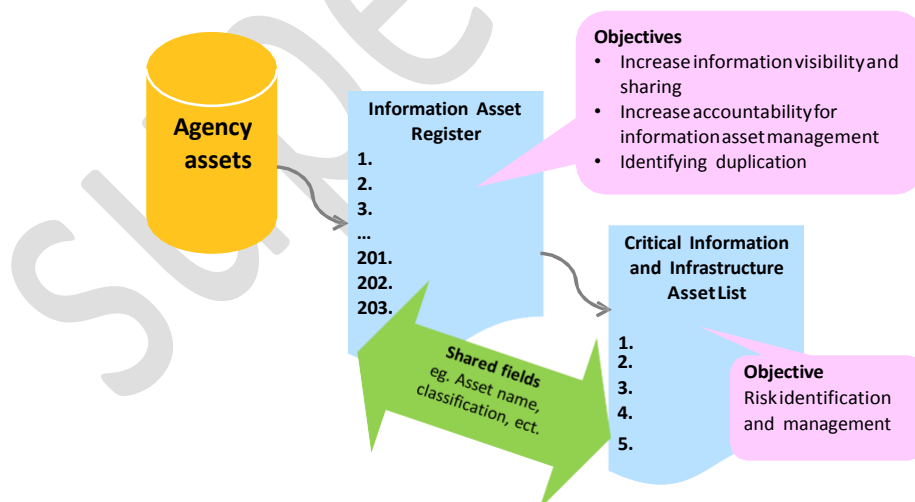 Objectives
• Increase information visibility and
sharing
• Increase accountability for
information asset management
• Identifying duplication
Agency
assets
Information Asset
Register
1.
2.
3.
...
201.
202.
203.
Critical Information
and Infrastructure
Asset List
1.
2.
3.
4.
5.
Shared fields
eg. Asset name,
classification, ect.
Objective
Risk identification
and management